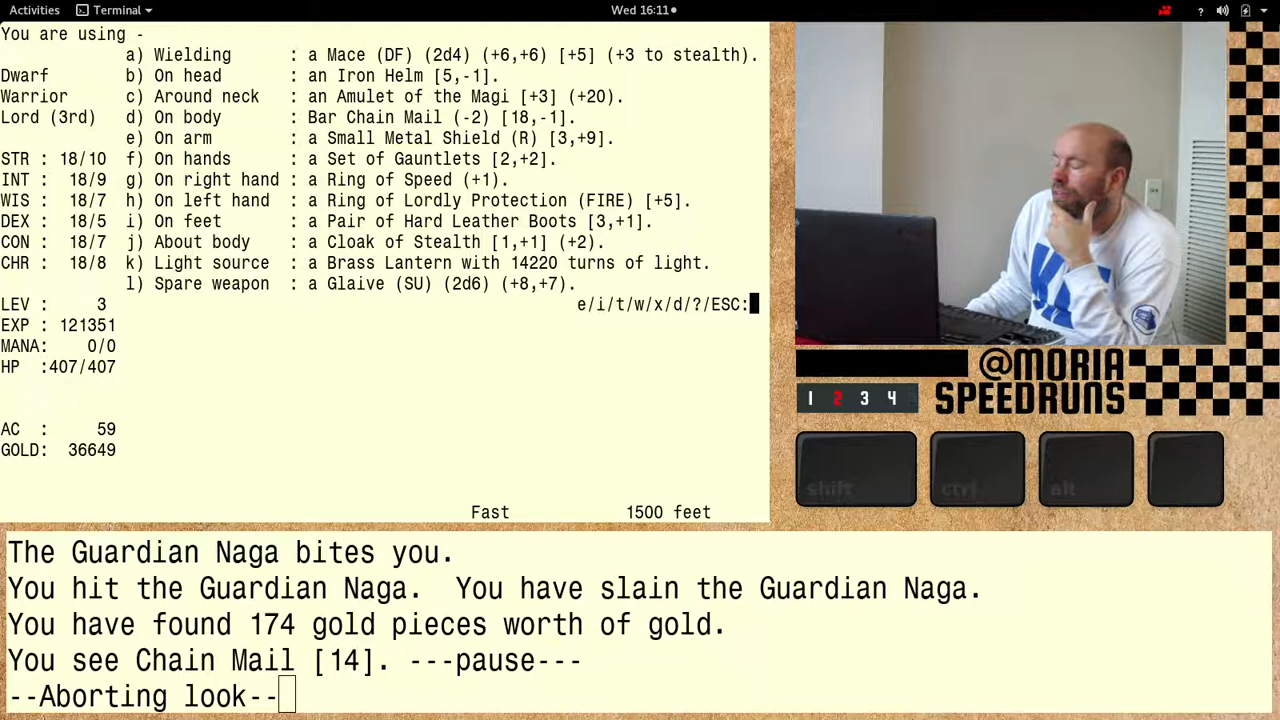 Activities Terminal Wed 16:11
You are using -
a) Wielding : a Mace (DF) (2d4) (+6,+6) [+5] (+3 to stealth).
Dwarf b) On head : an Iron Helm [5,-1].
Warrior c) Around neck : an Amulet of the Magi [+3] (+20).
Lord (3rd) d) On body : Bar Chain Mail (-2) [18,-1].
e) On arm : a Small Metal Shield (R) [3,+9].
STR : 18/10 f) On hands : a Set of Gauntlets [2,+2].
INT : 18/9 g) On right hand : a Ring of Speed (+1).
WIS : 18/7 h) On left hand : a Ring of Lordly Protection (FIRE) [+5].
DEX : 18/5 i) On feet : a Pair of Hard Leather Boots [3,+1].
CON : 18/7 j) About body : a Cloak of Stealth [1,+1] (+2).
CHR : 18/8 k) Light source : a Brass Lantern with 14220 turns of light.
l) Spare weapon : a Glaive (SU) (2d6) (+8,+7).
LEV : 3 e/i/t/w/x/d/?/ESC:
EXP : 121351
MANA: 0/0
HP :407/407
AC : 59
GOLD: 36649
Fast 1500 feet
@MORIA
SPEEDRUNS
1 2 3 4
shift ctrl alt
The Guardian Naga bites you.
You hit the Guardian Naga. You have slain the Guardian Naga.
You have found 174 gold pieces worth of gold.
You see Chain Mail [14]. ---pause---
--Aborting look--